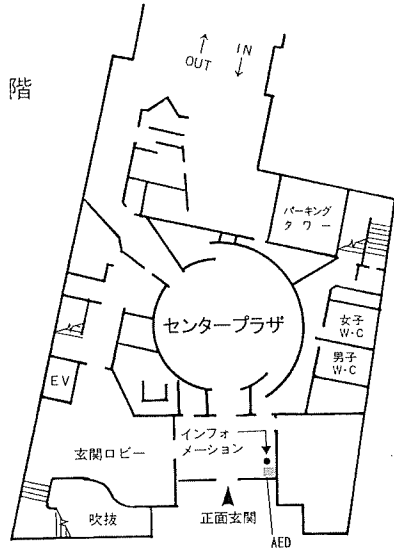 IN
OUT
階
パーキング
タワー
センタープラザ
女子
W・C
男子
W・C
EV
インフォ
メーション
玄関ロビー
吹抜
正面玄関
AED